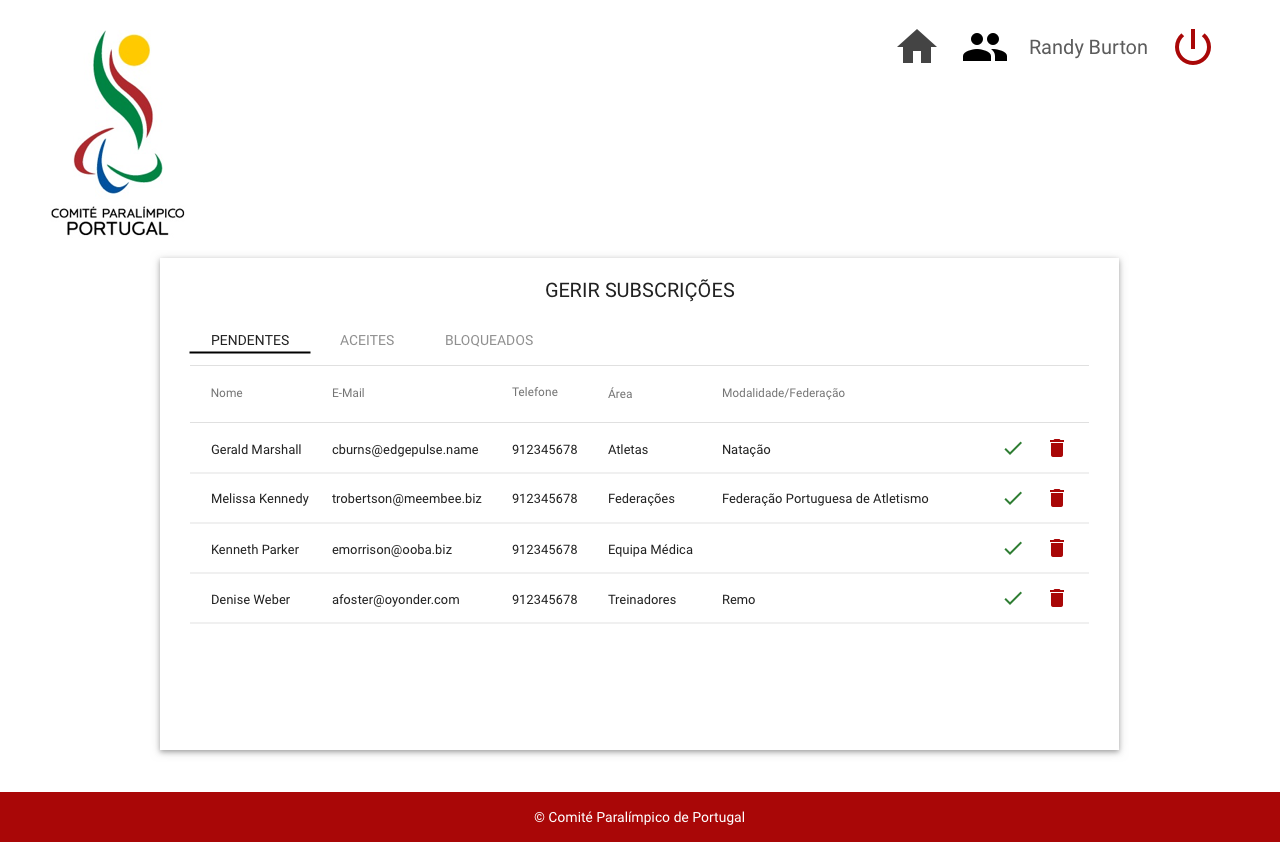 Randy Burton
COMITÉ PARALÍMPICO
PORTUGAL
GERIR SUBSCRIÇÕES
PENDENTES ACEITES BLOQUEADOS
Nome E-Mail Telefone Área Modalidade/Federação
Gerald Marshall cburns@edgepulse.name 912345678 Atletas Natação
Melissa Kennedy trobertson@meembee.biz 912345678 Federações Federação Portuguesa de Atletismo
Kenneth Parker emorrison@ooba.biz 912345678 Equipa Médica
Denise Weber afoster@oyonder.com 912345678 Treinadores Remo
© Comité Paralímpico de Portugal